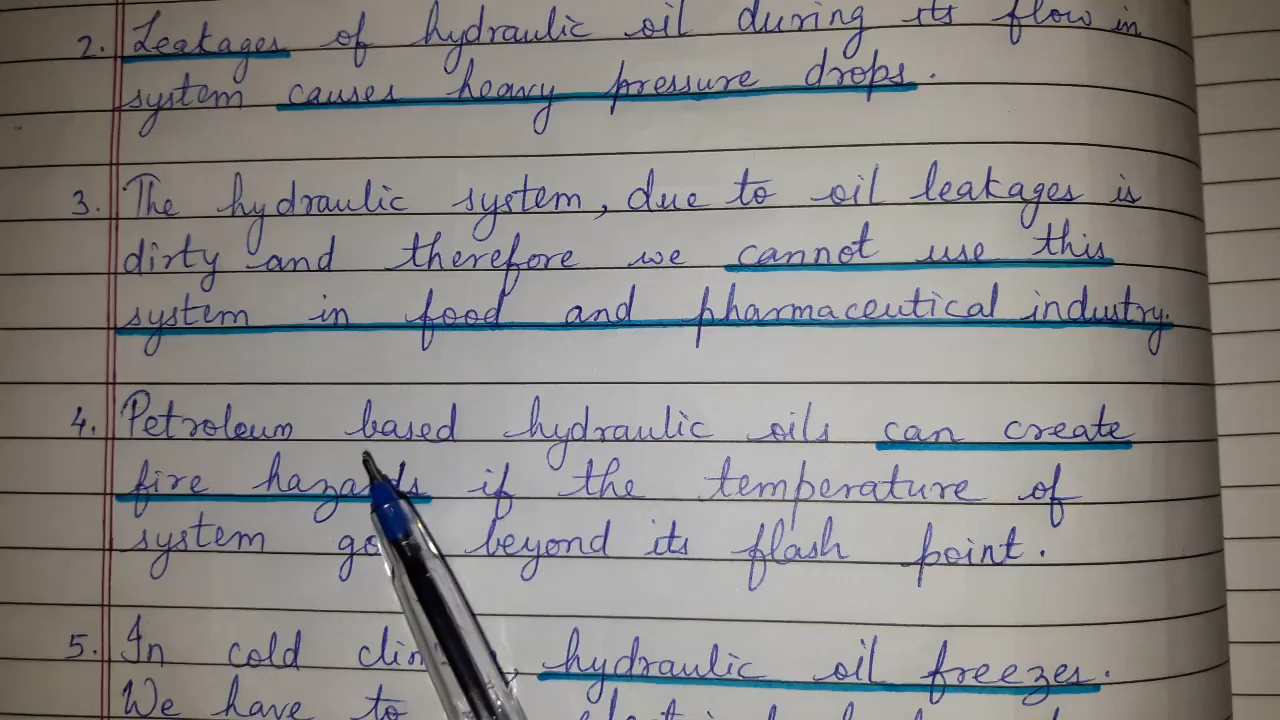 2. Leakages of hydraulic oil during its flow in
system causes heavy pressure drops.
3. The hydraulic system, due to oil leakages is
dirty and therefore we cannot use this
system in food and pharmaceutical industry.
4. Petroleum based hydraulic oils can create
fire hazards if the temperature of
system beyond its flash point.
5. In cold hydraulic oil freezes.
We have to